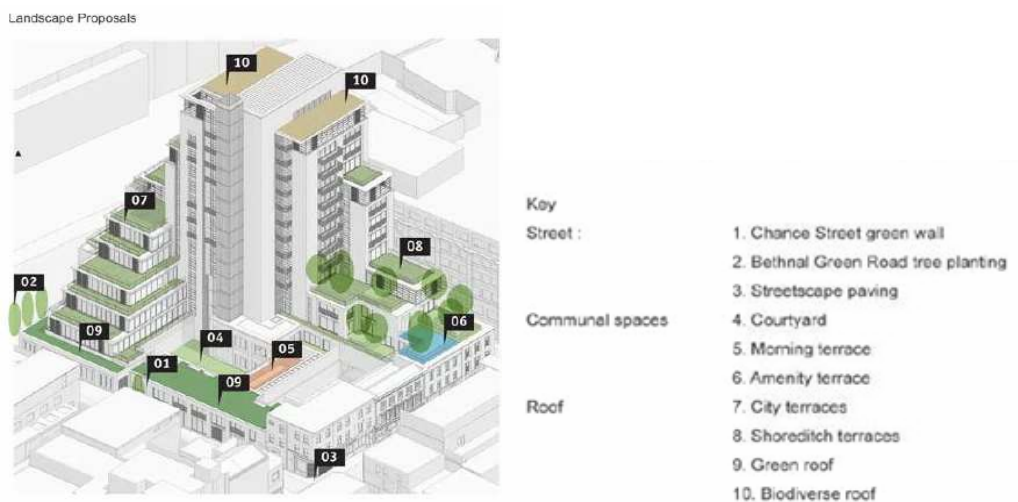 Landscape Proposals
10
10
07
08
02
06
09
04
05
01
09
03
Key
Street : 1. Chance Street green wall
2. Bethnal Green Road tree planting
3. Streetscape paving
Communal spaces 4. Courtyard
5. Morning terrace
6. Amenity terrace
Roof 7. City terraces
8. Shoreditch terraces
9. Green roof
10. Biodiverse roof